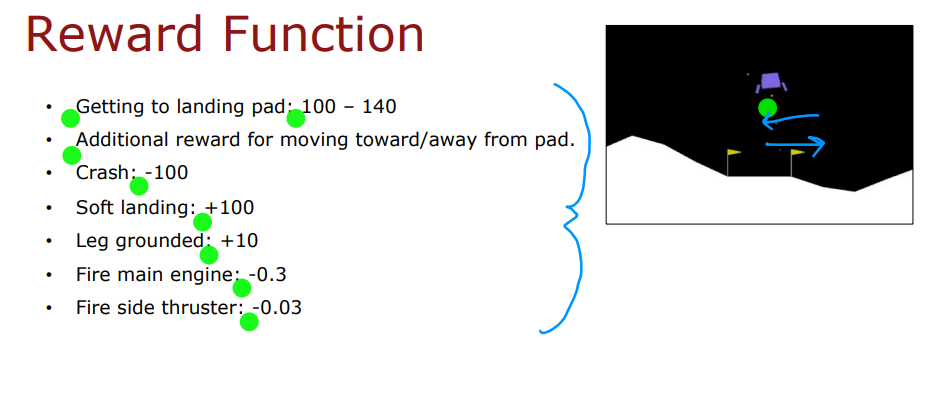 Reward Function
• Getting to landing pad: 100 – 140
• Additional reward for moving toward/away from pad.
• Crash: -100
• Soft landing: +100
• Leg grounded: +10
• Fire main engine: -0.3
• Fire side thruster: -0.03